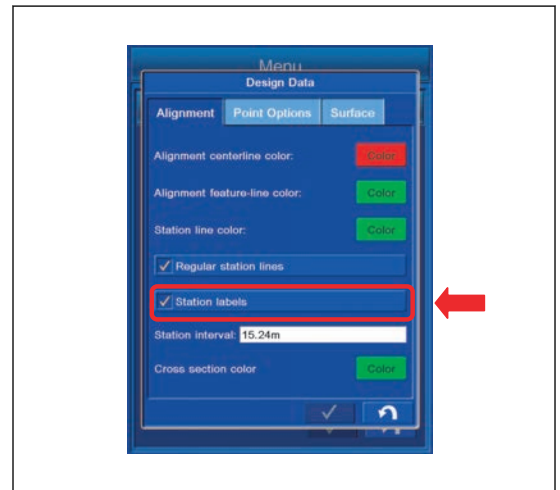 Menu
Design Data
Alignment Point Options Surface
Alignment centerline color: Color
Alignment feature-line color: Color
Station line color: Color
Regular station lines
Station labels
Station interval: 15.24m
Cross section color Color